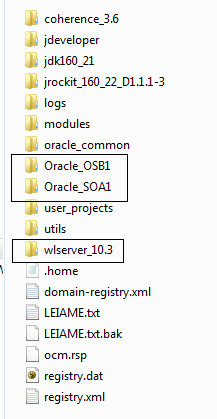 coherence_3.6
jdeveloper
jdk160_21
jrockit_160_22_D1.1.1-3
logs
modules
oracle_common
Oracle_OSB1
Oracle_SOA1
user_projects
utils
wlserver_10.3
.home
domain-registry.xml
LEIAME.txt
LEIAME.txt.bak
ocm.rsp
registry.dat
registry.xml